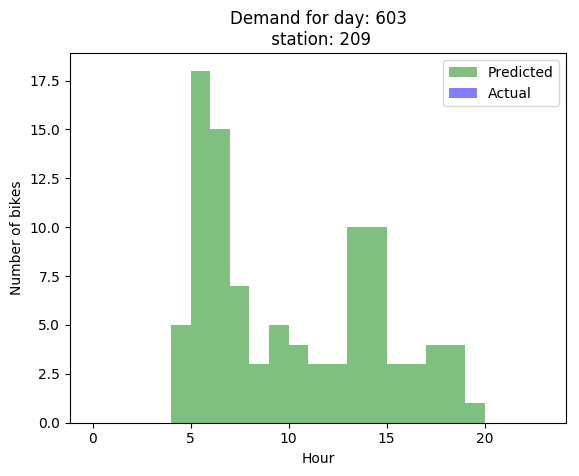 Demand for day: 603
station: 209
Predicted
Actual
Number of bikes
17.5
15.0
12.5
10.0
7.5
5.0
2.5
0.0
0
5
10
15
20
Hour